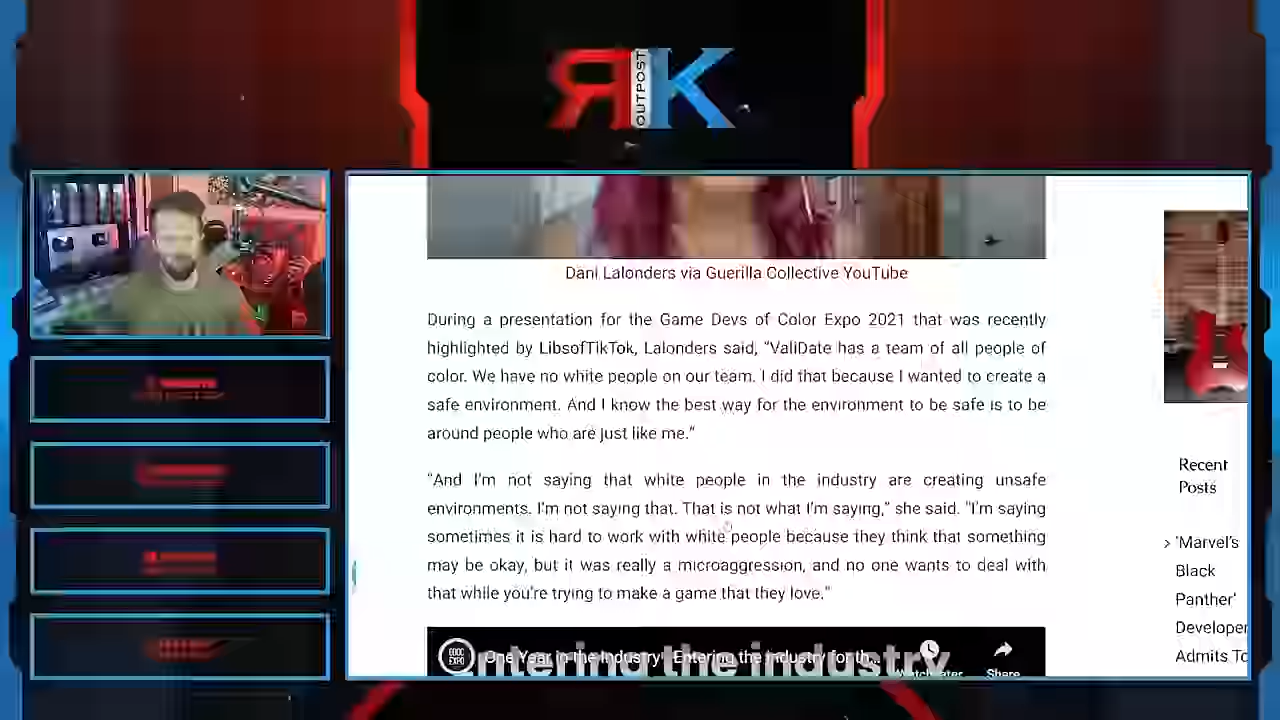 RK
OUTPOST
Dani Lalonders via Guerilla Collective YouTube
During a presentation for the Game Devs of Color Expo 2021 that was recently
highlighted by LibsofTikTok, Lalonders said, “ValiDate has a team of all people of
color. We have no white people on our team. I did that because I wanted to create a
safe environment. And I know the best way for the environment to be safe is to be
around people who are just like me.”
“And I’m not saying that white people in the industry are creating unsafe
environments. I’m not saying that. That is not what I’m saying,” she said. “I’m saying
sometimes it is hard to work with white people because they think that something
may be okay, but it was really a microaggression, and no one wants to deal with
that while you’re trying to make a game that they love.”
GDOC
EXPO
One Year in the Industry: Entering the industry for th...
Watch later
Share
entering the industry
Recent
Posts
> 'Marvel’s
Black
Panther'
Developer
Admits To